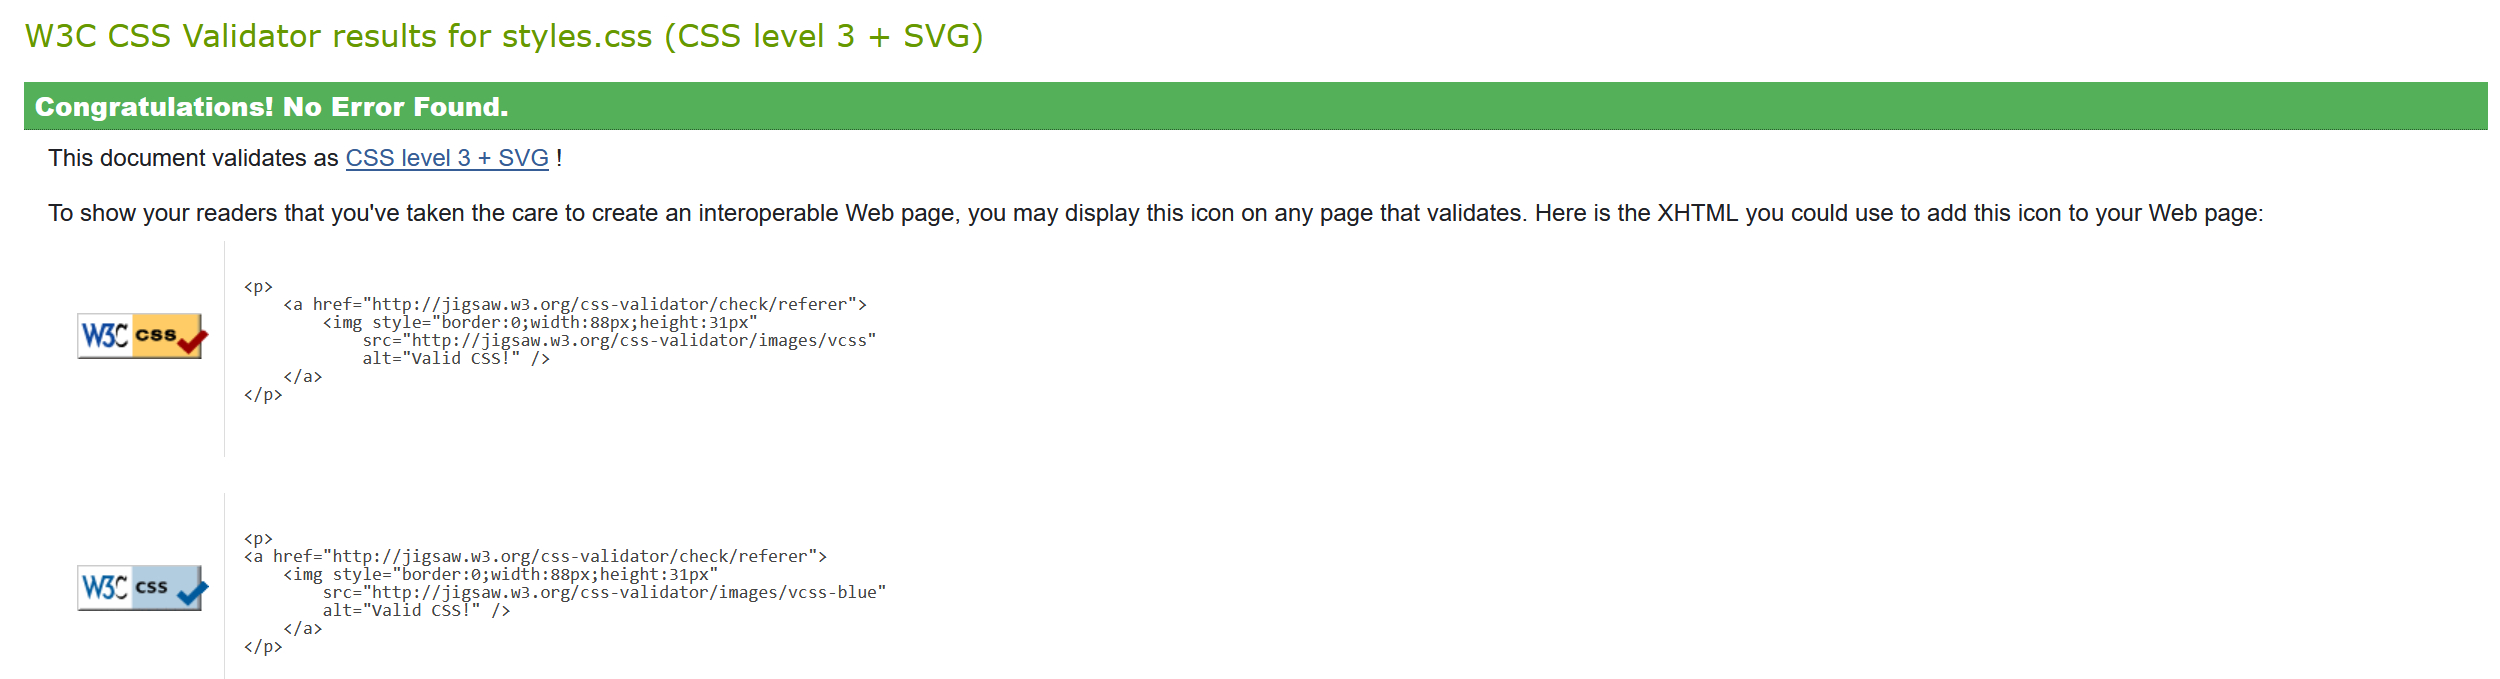 W3C CSS Validator results for styles.css (CSS level 3 + SVG)
Congratulations! No Error Found.
This document validates as CSS level 3 + SVG !
To show your readers that you've taken the care to create an interoperable Web page, you may display this icon on any page that validates. Here is the XHTML you could use to add this icon to your Web page:
W3C css
<p>
    <a href="http://jigsaw.w3.org/css-validator/check/referer">
        <img style="border:0;width:88px;height:31px"
            src="http://jigsaw.w3.org/css-validator/images/vcss"
            alt="Valid CSS!" />
    </a>
</p>
W3C css
<p>
<a href="http://jigsaw.w3.org/css-validator/check/referer">
    <img style="border:0;width:88px;height:31px"
        src="http://jigsaw.w3.org/css-validator/images/vcss-blue"
        alt="Valid CSS!" />
    </a>
</p>